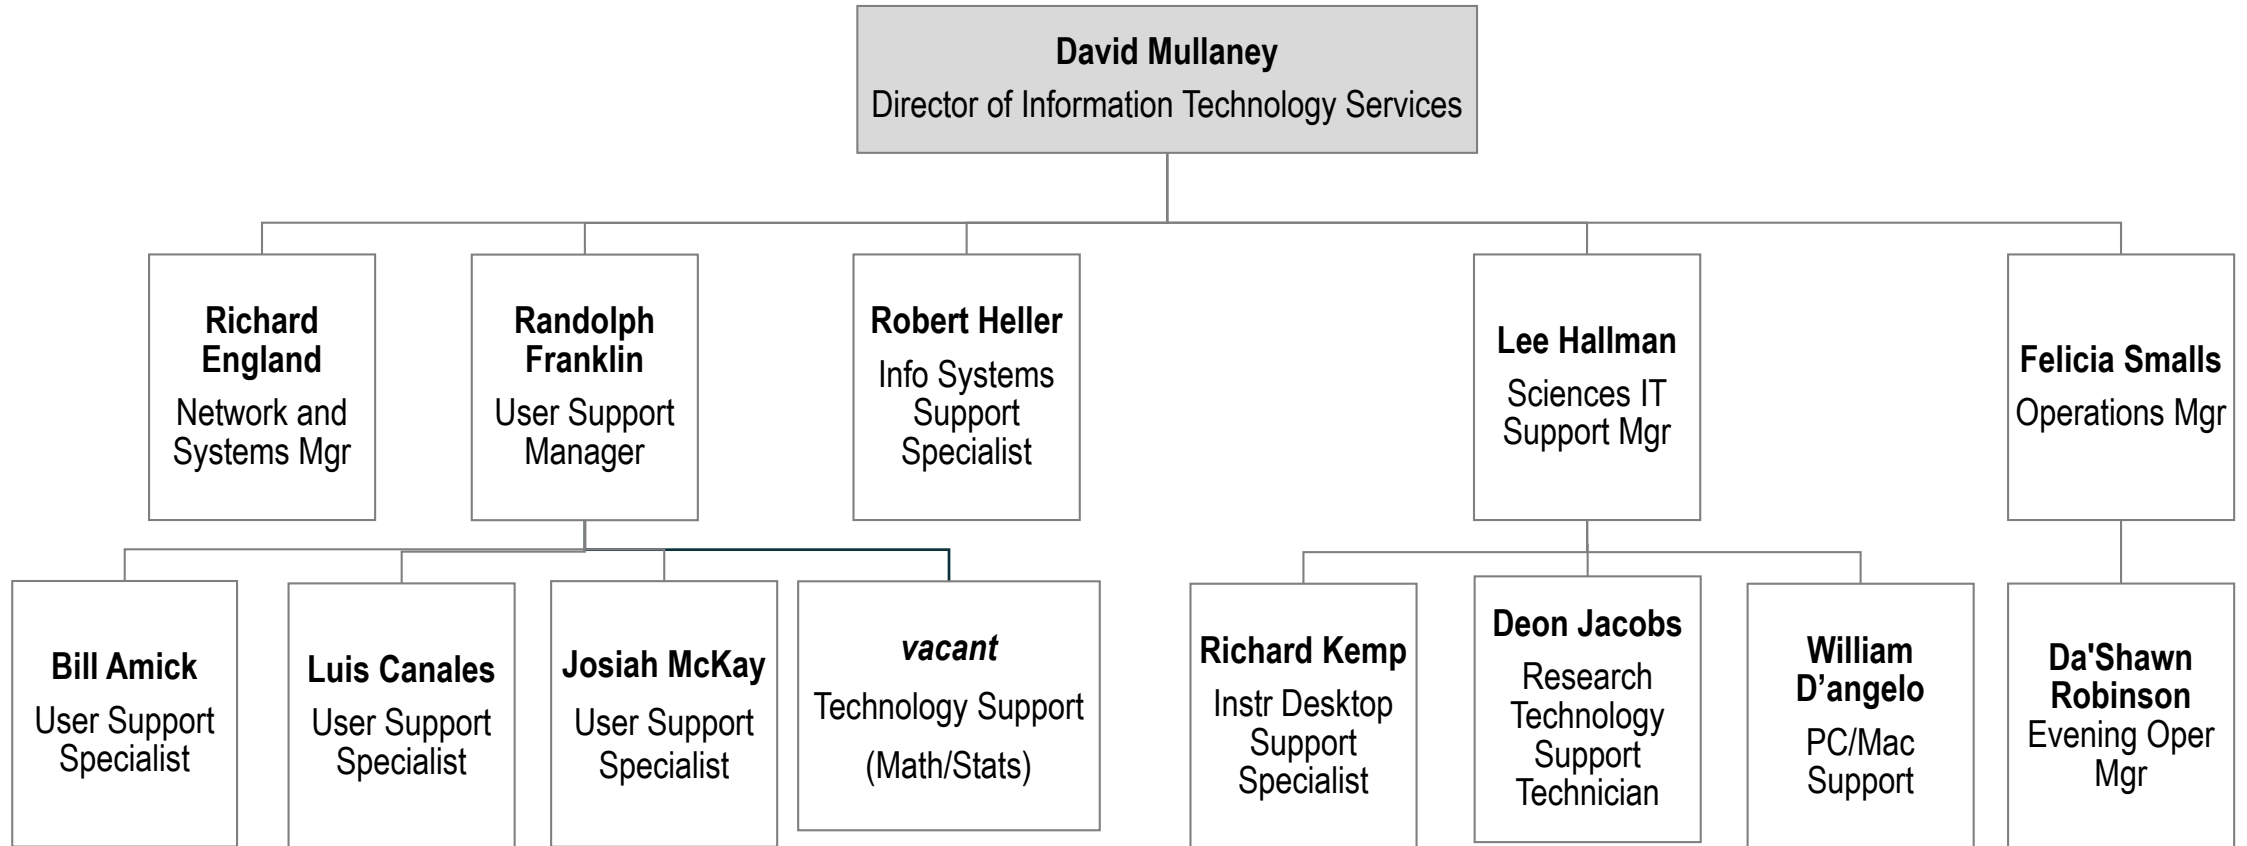 David Mullaney
Director of Information Technology Services
Richard
England
Network and
Systems Mgr
Randolph
Franklin
User Support
Manager
Robert Heller
Info Systems
Support
Specialist
Lee Hallman
Sciences IT
Support Mgr
Felicia Smalls
Operations Mgr
Bill Amick
User Support
Specialist
Luis Canales
User Support
Specialist
Josiah McKay
User Support
Specialist
vacant
Technology Support
(Math/Stats)
Richard Kemp
Instr Desktop
Support
Specialist
Deon Jacobs
Research
Technology
Support
Technician
William
D’angelo
PC/Mac
Support
Da'Shawn
Robinson
Evening Oper
Mgr